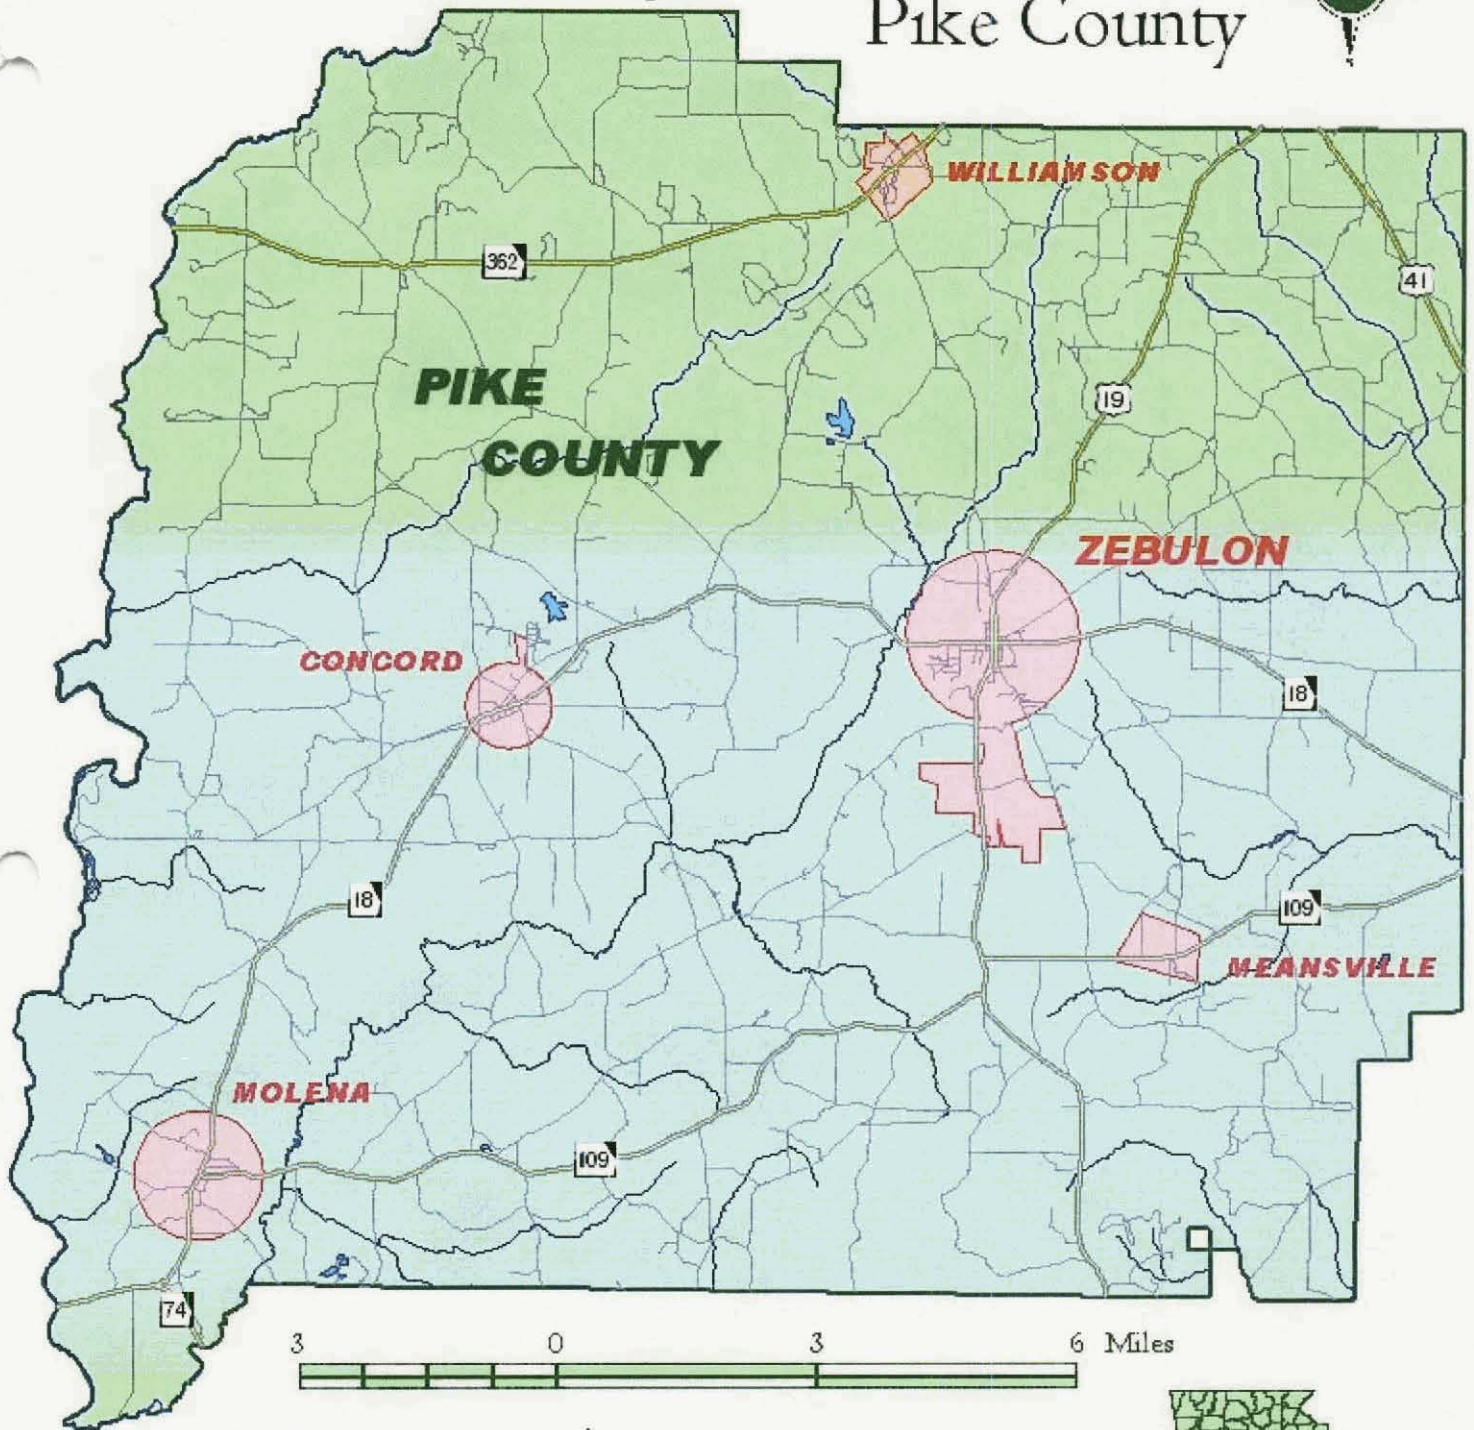 Pike County
WILLIAMSON
362
41
PIKE
COUNTY
19
ZEBULON
CONCORD
18
18
109
MEANSVILLE
MOLENA
109
74
3 0 3 6 Miles